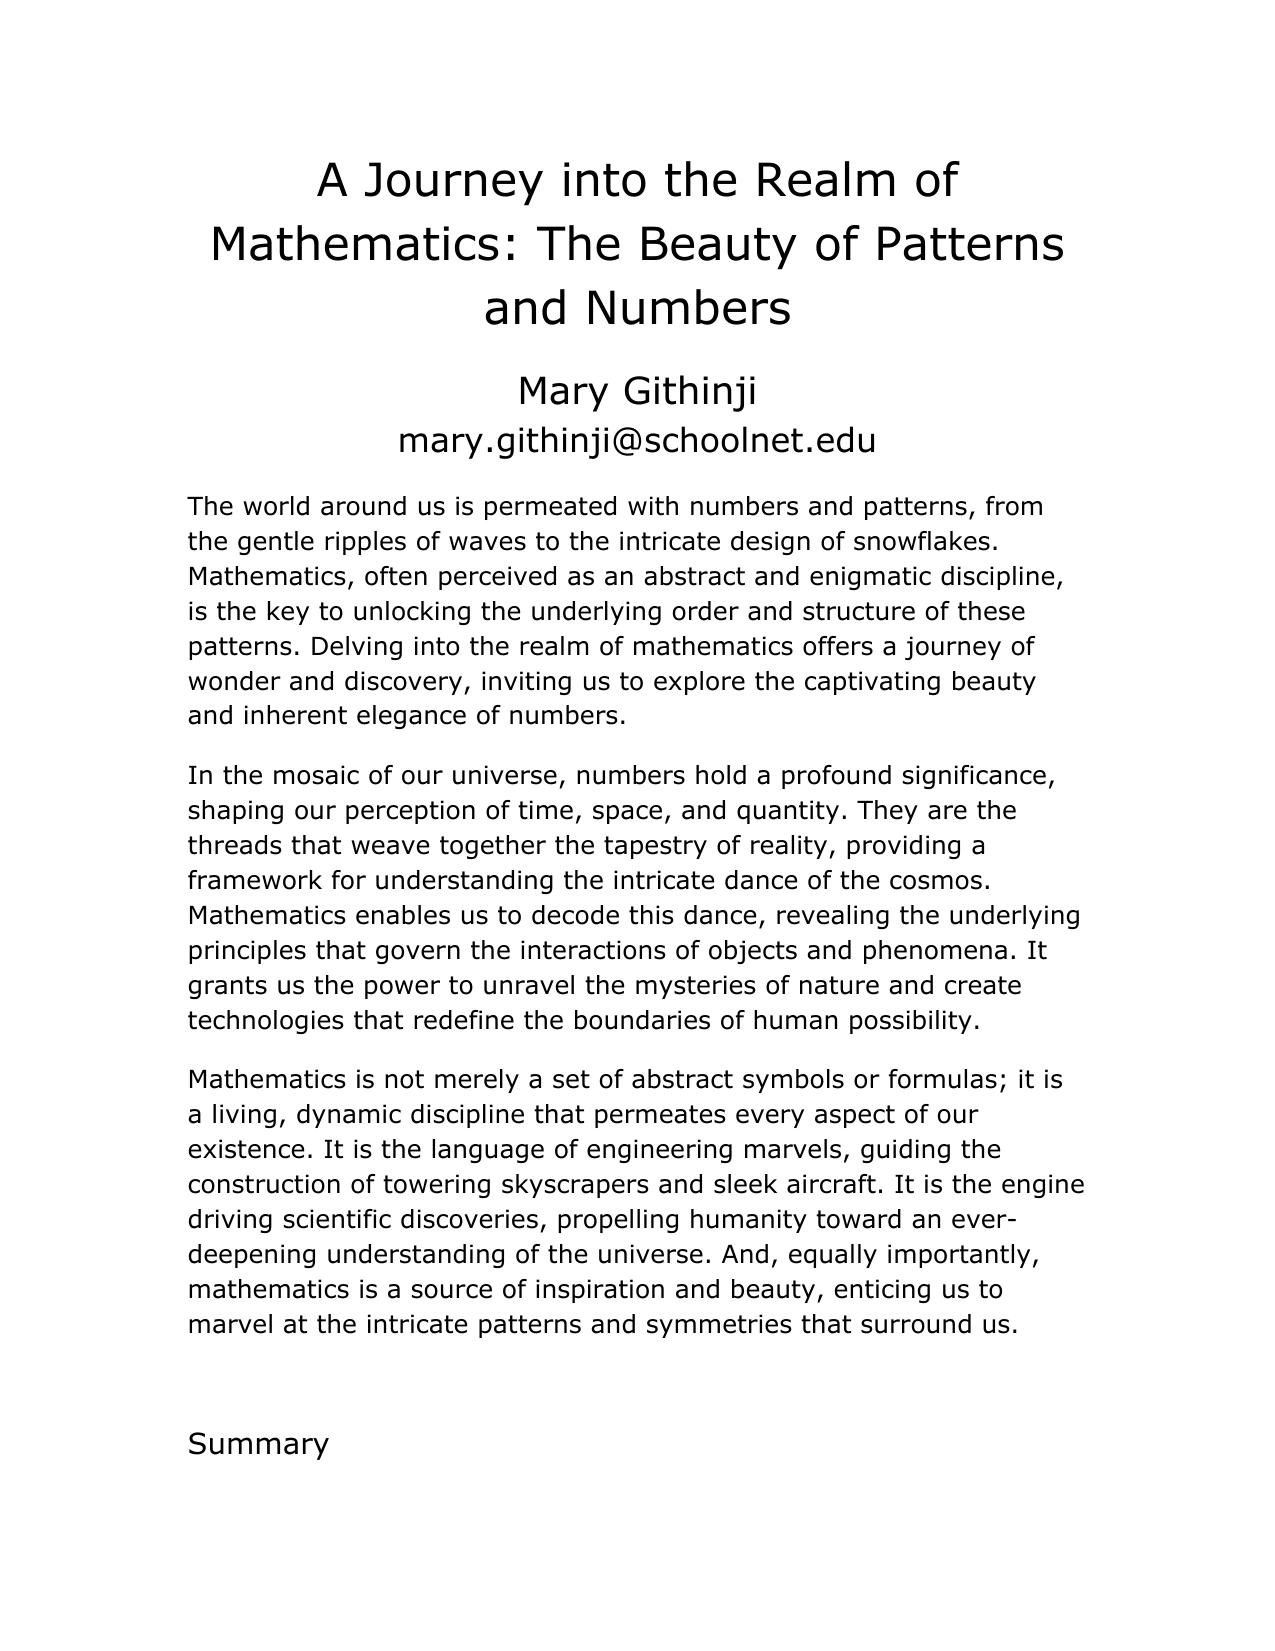 A Journey into the Realm of
Mathematics: The Beauty of Patterns
and Numbers
Mary Githinji
mary.githinji@schoolnet.edu
The world around us is permeated with numbers and patterns, from
the gentle ripples of waves to the intricate design of snowflakes.
Mathematics, often perceived as an abstract and enigmatic discipline,
is the key to unlocking the underlying order and structure of these
patterns. Delving into the realm of mathematics offers a journey of
wonder and discovery, inviting us to explore the captivating beauty
and inherent elegance of numbers.
In the mosaic of our universe, numbers hold a profound significance,
shaping our perception of time, space, and quantity. They are the
threads that weave together the tapestry of reality, providing a
framework for understanding the intricate dance of the cosmos.
Mathematics enables us to decode this dance, revealing the underlying
principles that govern the interactions of objects and phenomena. It
grants us the power to unravel the mysteries of nature and create
technologies that redefine the boundaries of human possibility.
Mathematics is not merely a set of abstract symbols or formulas; it is
a living, dynamic discipline that permeates every aspect of our
existence. It is the language of engineering marvels, guiding the
construction of towering skyscrapers and sleek aircraft. It is the engine
driving scientific discoveries, propelling humanity toward an ever-
deepening understanding of the universe. And, equally importantly,
mathematics is a source of inspiration and beauty, enticing us to
marvel at the intricate patterns and symmetries that surround us.
Summary